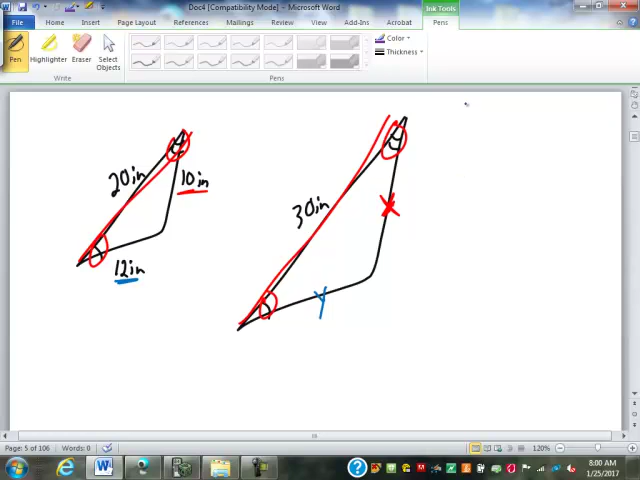 Doc4 [Compatibility Mode] - Microsoft Word
Ink Tools
File
Home
Insert
Page Layout
References
Mailings
Review
View
Add-Ins
Acrobat
Pens
Pen
Highlighter
Eraser
Select Objects
Color
Thickness
Write
Pens
20in
10in
12in
30in
X
Y
Page: 5 of 106
Words: 0
120%
8:00 AM
1/25/2017